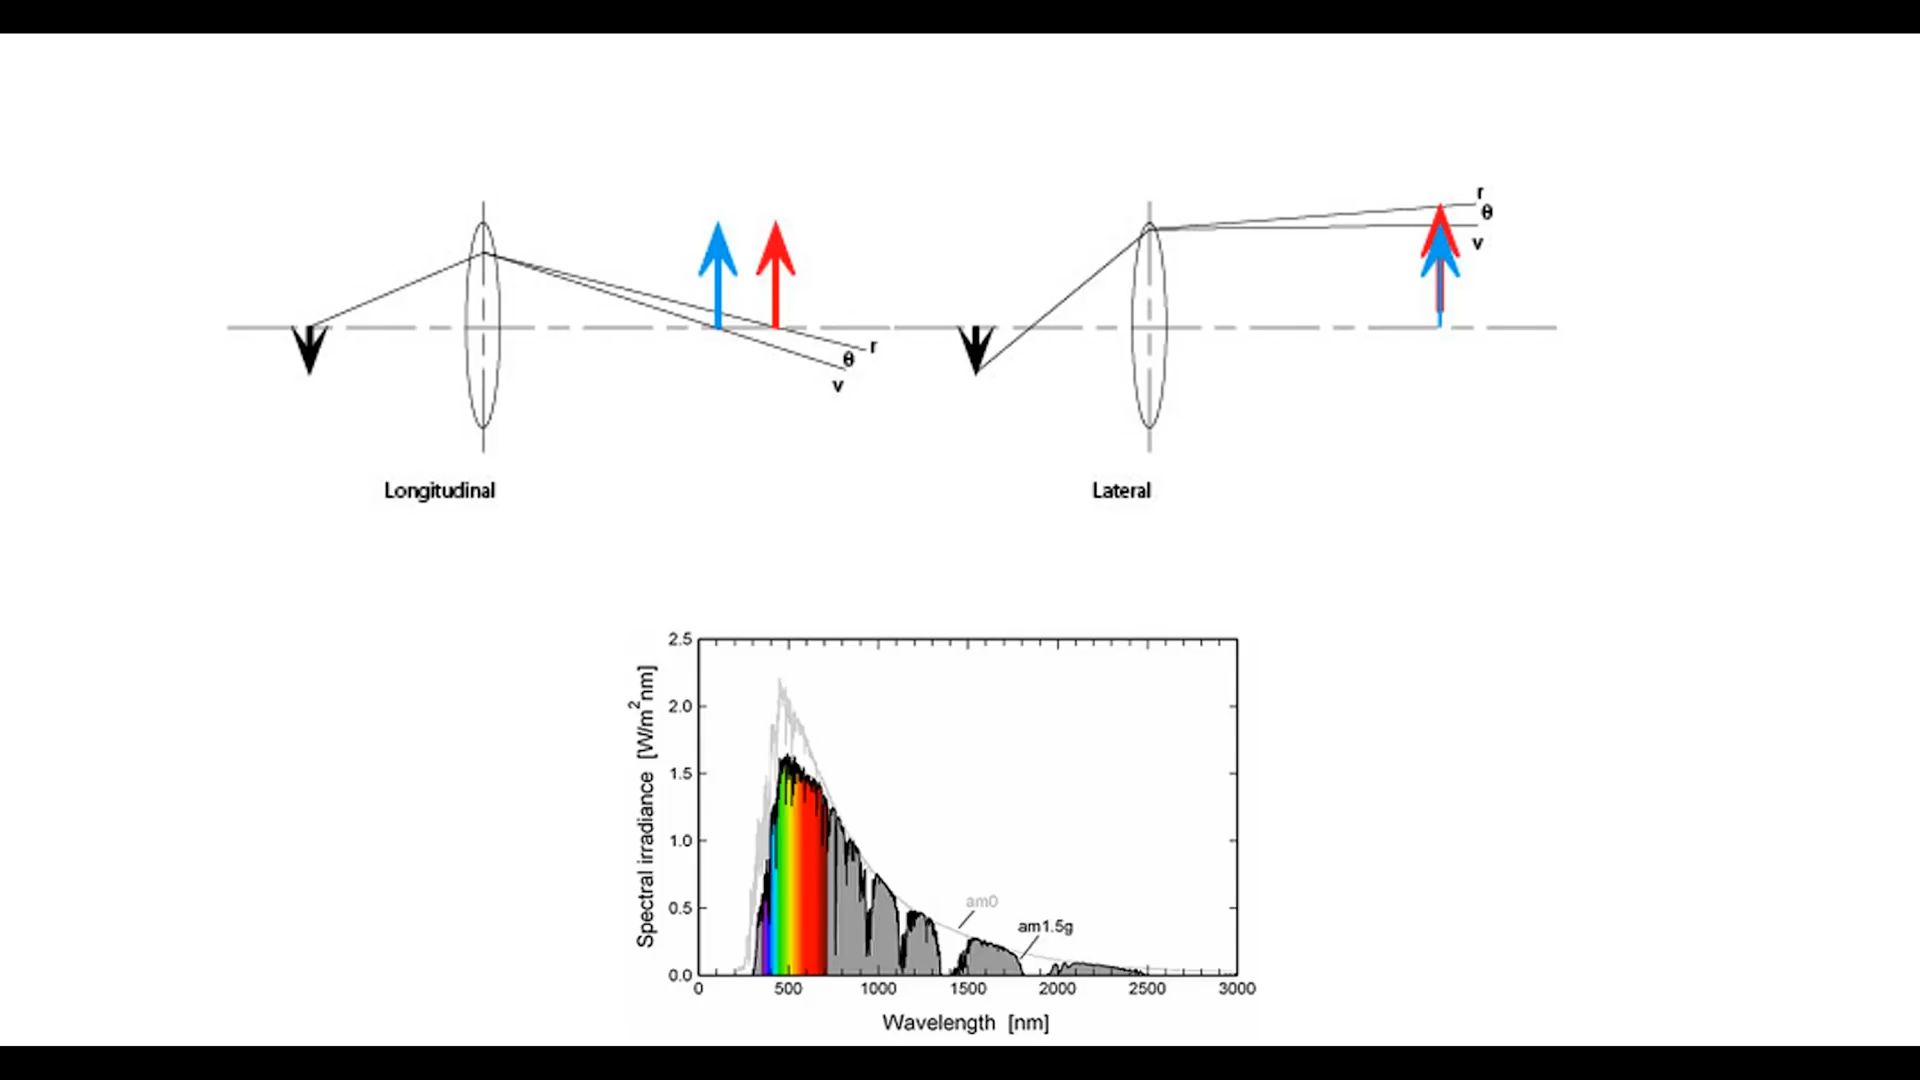 r
θ
v
Longitudinal
r
θ
v
Lateral
2.5
2.0
1.5
1.0
0.5
0.0
Spectral irradiance [W/m²nm]
am0
am1.5g
0 500 1000 1500 2000 2500 3000
Wavelength [nm]